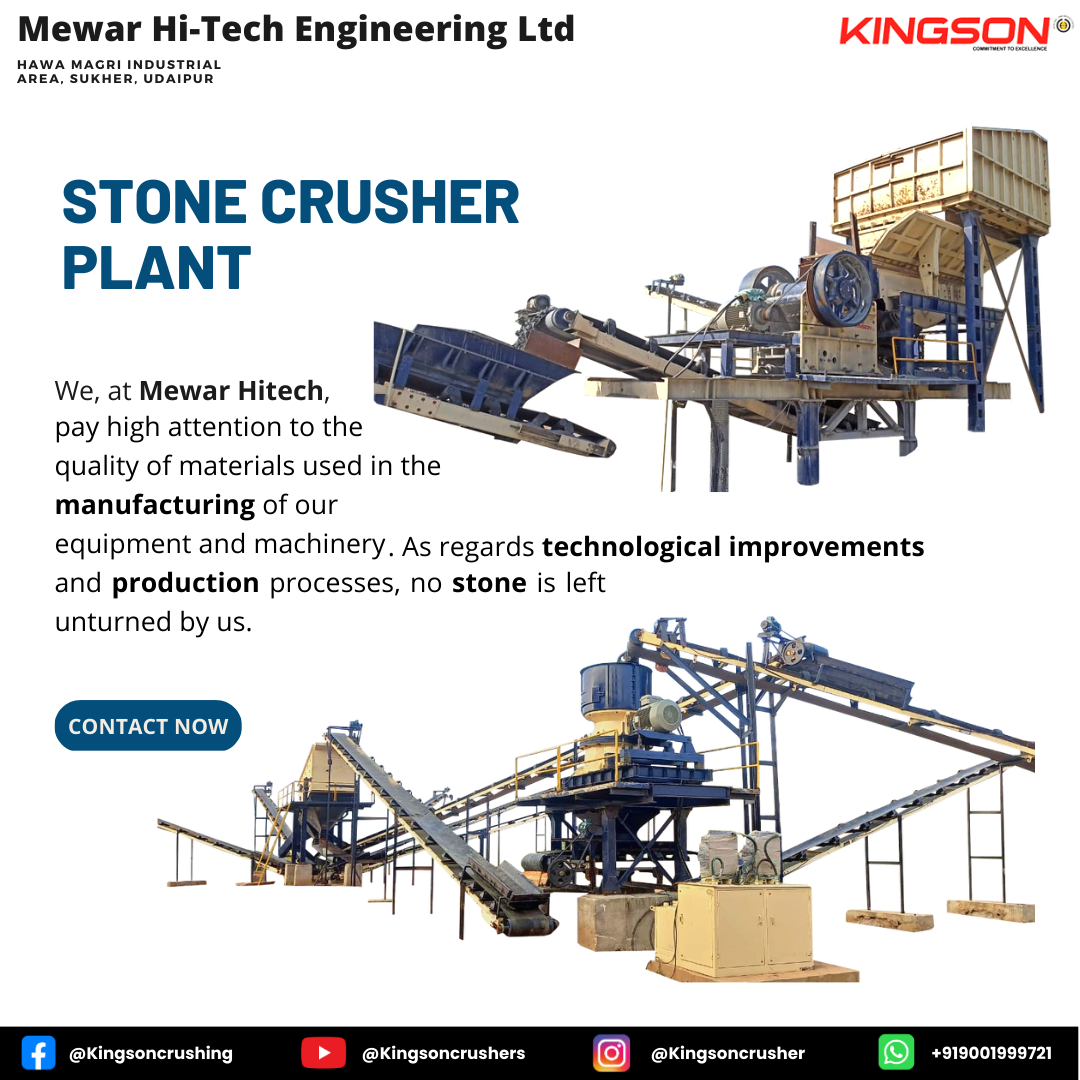 Mewar Hi-Tech Engineering Ltd
HAWA MAGRI INDUSTRIAL
AREA, SUKHER, UDAIPUR
KINGSON
COMMITMENT TO EXCELLENCE
STONE CRUSHER
PLANT
We, at Mewar Hitech,
pay high attention to the
quality of materials used in the
manufacturing of our
equipment and machinery. As regards technological improvements
and production processes, no stone is left
unturned by us.
CONTACT NOW
@Kingsoncrushing
@Kingsoncrushers
@Kingsoncrusher
+919001999721